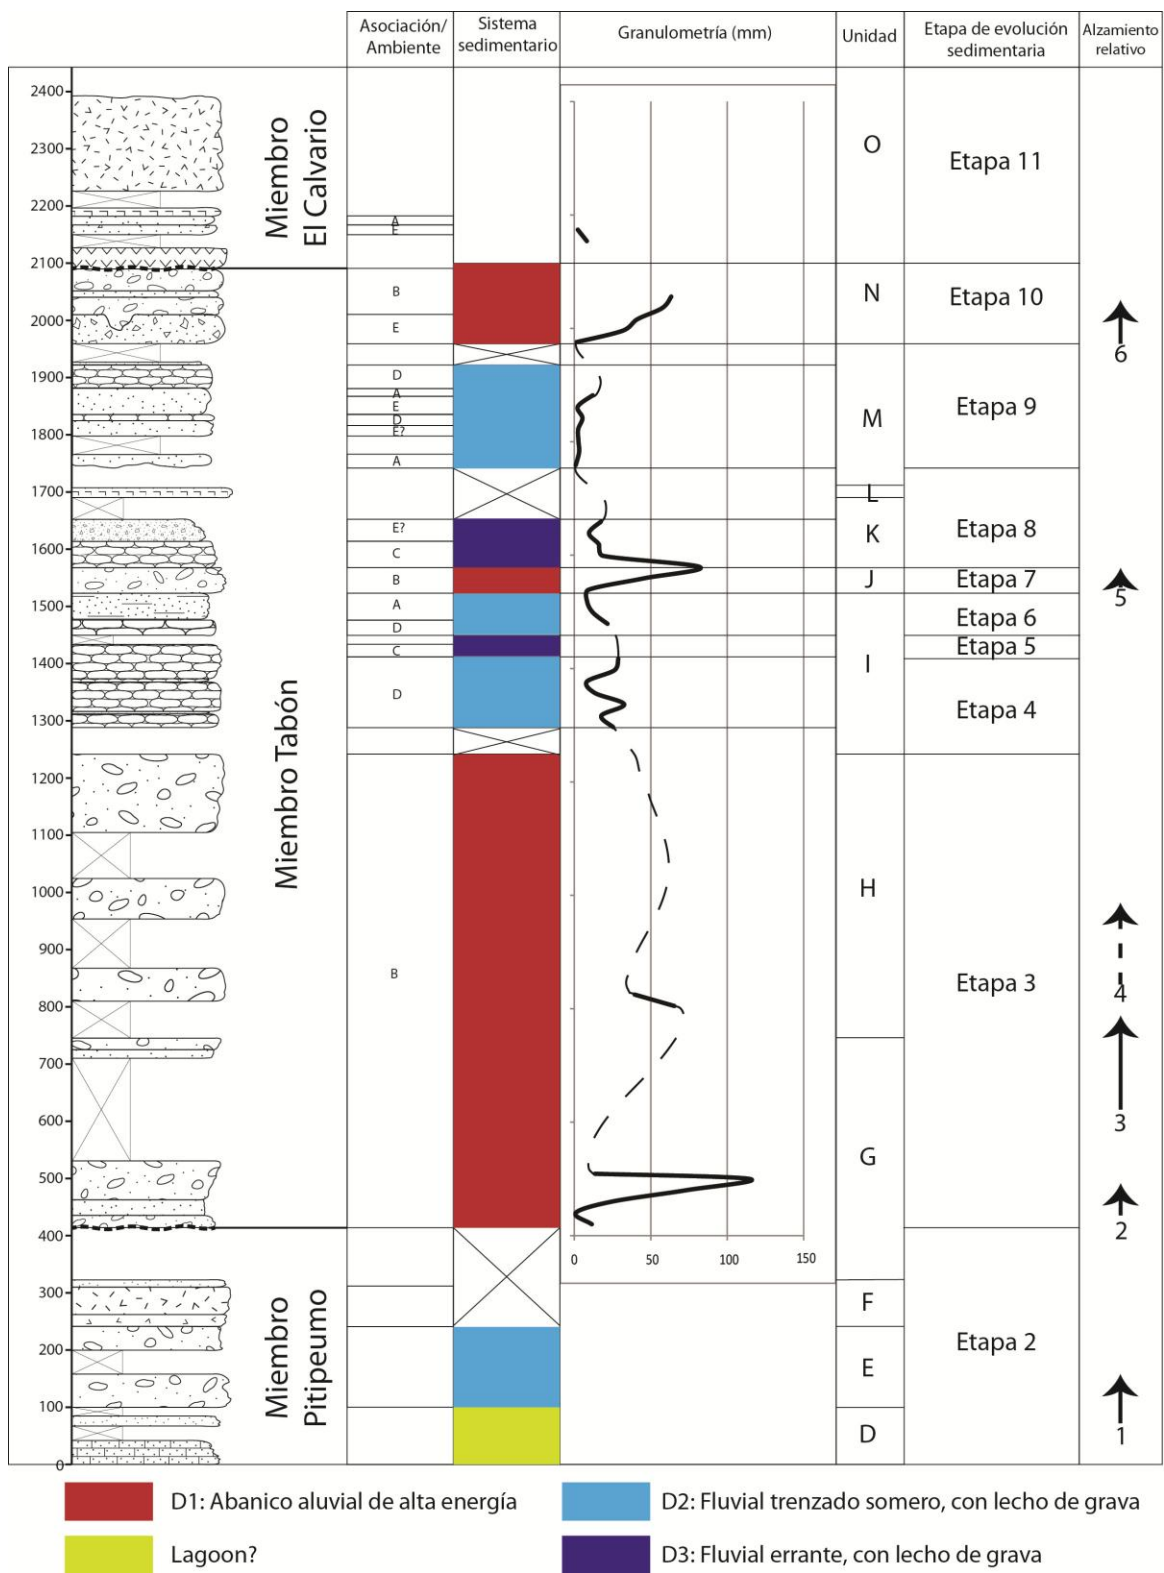 Asociación/
Ambiente
Sistema
sedimentario
Granulometría (mm)
Unidad
Etapa de evolución
sedimentaria
Alzamiento
relativo
2400
2300
2200
2100
2000
1900
1800
1700
1600
1500
1400
1300
1200
1100
1000
900
800
700
600
500
400
300
200
100
0
Miembro
El Calvario
Miembro Tabón
Miembro
Pitipeumo
A
E
B
E
D
A
E
D
E?
A
E?
C
B
A
D
C
D
B
0
50
100
150
O
N
M
L
K
J
I
H
G
F
E
D
Etapa 11
Etapa 10
Etapa 9
Etapa 8
Etapa 7
Etapa 6
Etapa 5
Etapa 4
Etapa 3
Etapa 2
6
5
4
3
2
1
D1: Abanico aluvial de alta energía
D2: Fluvial trenzado somero, con lecho de grava
Lagoon?
D3: Fluvial errante, con lecho de grava